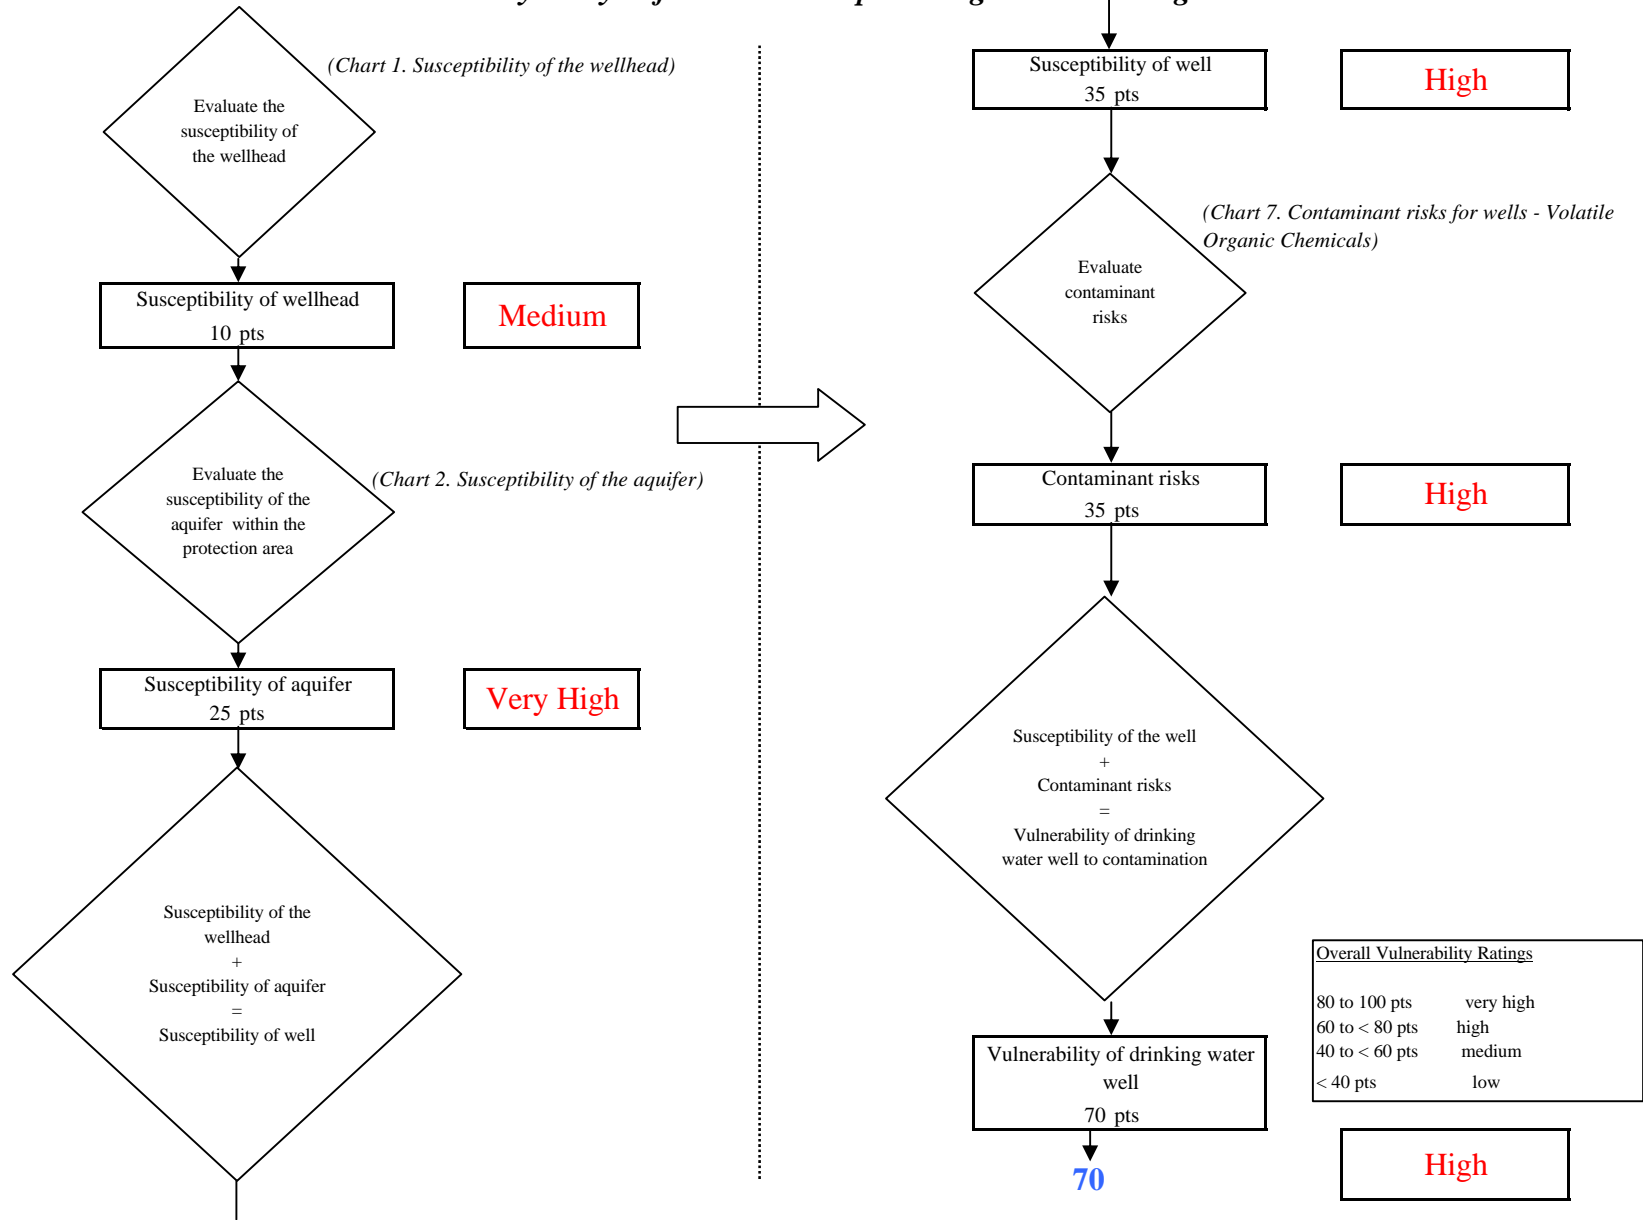 (Chart 1. Susceptibility of the wellhead)
Evaluate the
susceptibility of
the wellhead
Susceptibility of wellhead
10 pts
Medium
Evaluate the
susceptibility of the
aquifer within the
protection area
(Chart 2. Susceptibility of the aquifer)
Susceptibility of aquifer
25 pts
Very High
Susceptibility of the
wellhead
+
Susceptibility of aquifer
=
Susceptibility of well
Susceptibility of well
35 pts
High
(Chart 7. Contaminant risks for wells - Volatile
Organic Chemicals)
Evaluate
contaminant
risks
Contaminant risks
35 pts
High
Susceptibility of the well
+
Contaminant risks
=
Vulnerability of drinking
water well to contamination
Overall Vulnerability Ratings
80 to 100 pts very high
60 to < 80 pts high
40 to < 60 pts medium
< 40 pts low
Vulnerability of drinking water
well
70 pts
70
High